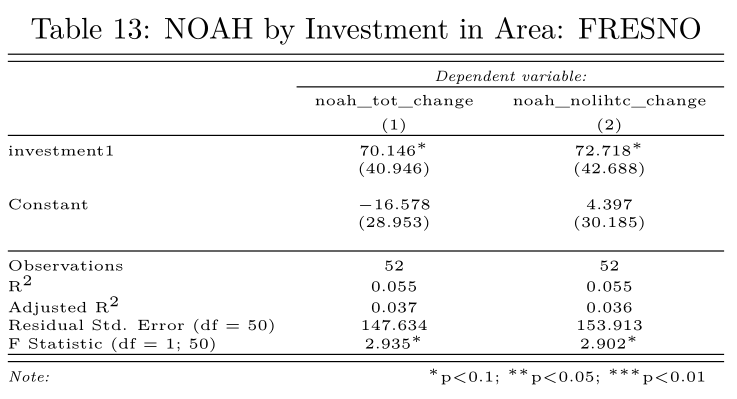 Table 13: NOAH by Investment in Area: FRESNO
Dependent variable:
noah_tot_change noah_nolihtc_change
(1) (2)
investment1 70.146* 72.718*
(40.946) (42.688)
Constant −16.578 4.397
(28.953) (30.185)
Observations 52 52
R2 0.055 0.055
Adjusted R2 0.037 0.036
Residual Std. Error (df = 50) 147.634 153.913
F Statistic (df = 1; 50) 2.935* 2.902*
Note: *p<0.1; **p<0.05; ***p<0.01